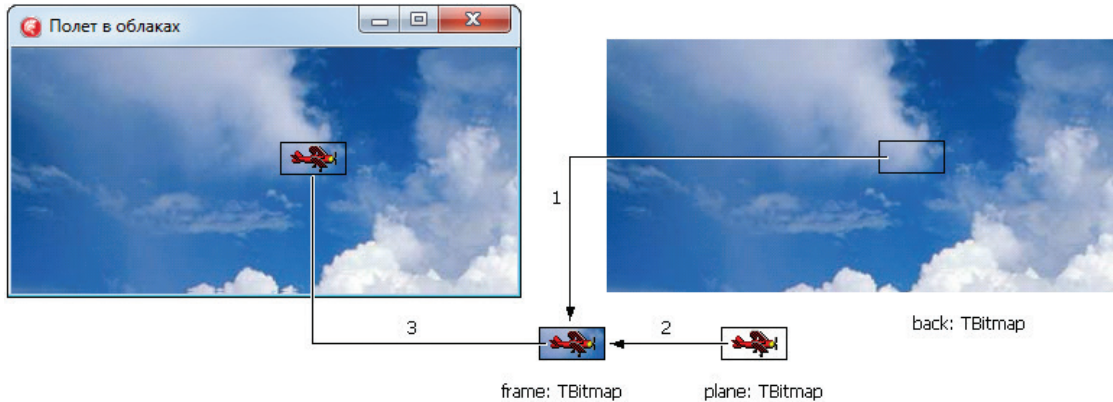 Полет в облаках
1
back: TBitmap
3
2
frame: TBitmap
plane: TBitmap